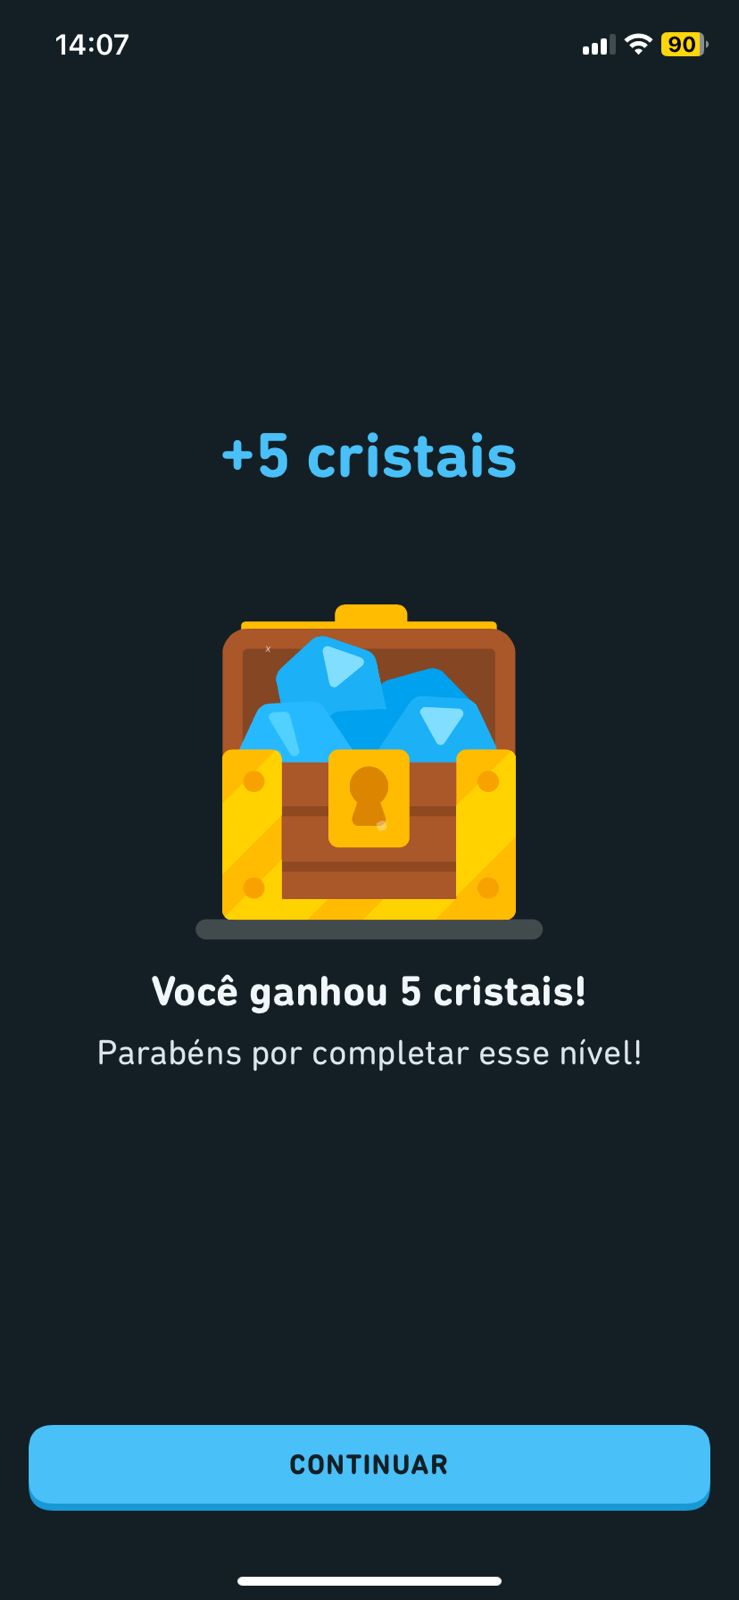 14:07
90
+5 cristais
Você ganhou 5 cristais!
Parabéns por completar esse nível!
CONTINUAR